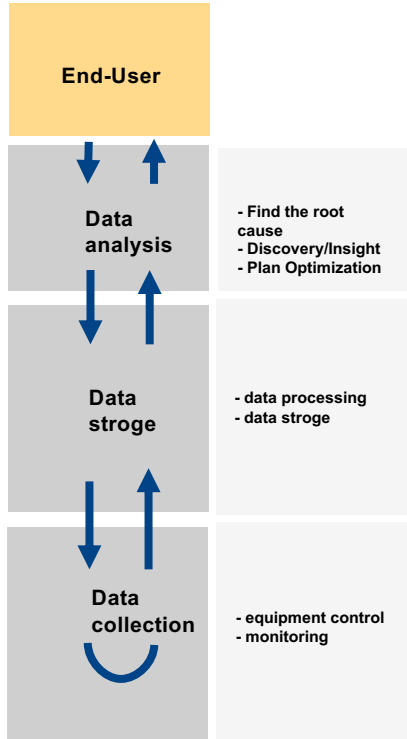 End-User
Data
analysis
- Find the root
cause
- Discovery/Insight
- Plan Optimization
Data
stroge
- data processing
- data stroge
Data
collection
- equipment control
- monitoring